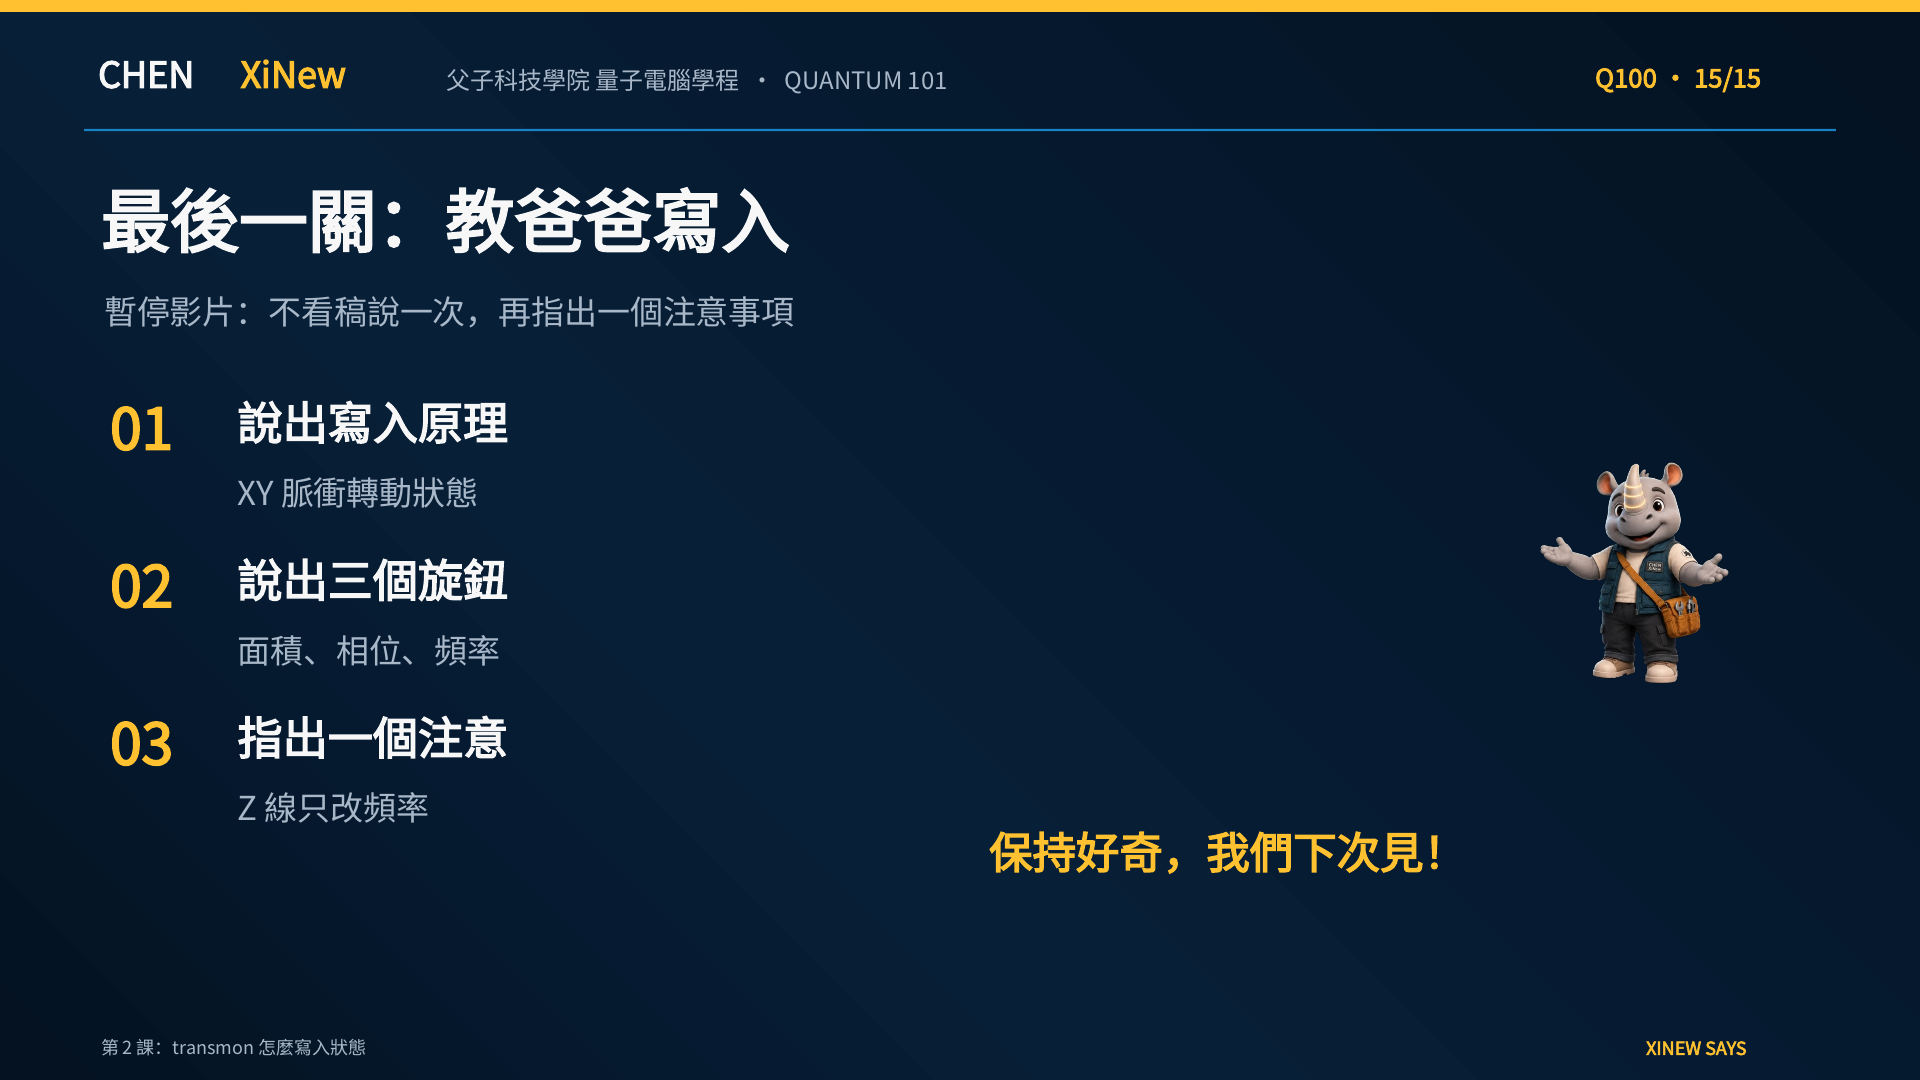 CHEN XiNew 父子科技學院 量子電腦學程 · QUANTUM 101 Q100 · 15/15
最後一關：教爸爸寫入
暫停影片：不看稿說一次，再指出一個注意事項
01 說出寫入原理
XY 脈衝轉動狀態
02 說出三個旋鈕
面積、相位、頻率
03 指出一個注意
Z 線只改頻率
保持好奇，我們下次見！
第 2 課：transmon 怎麼寫入狀態 XINEW SAYS
CHEN
XiNew